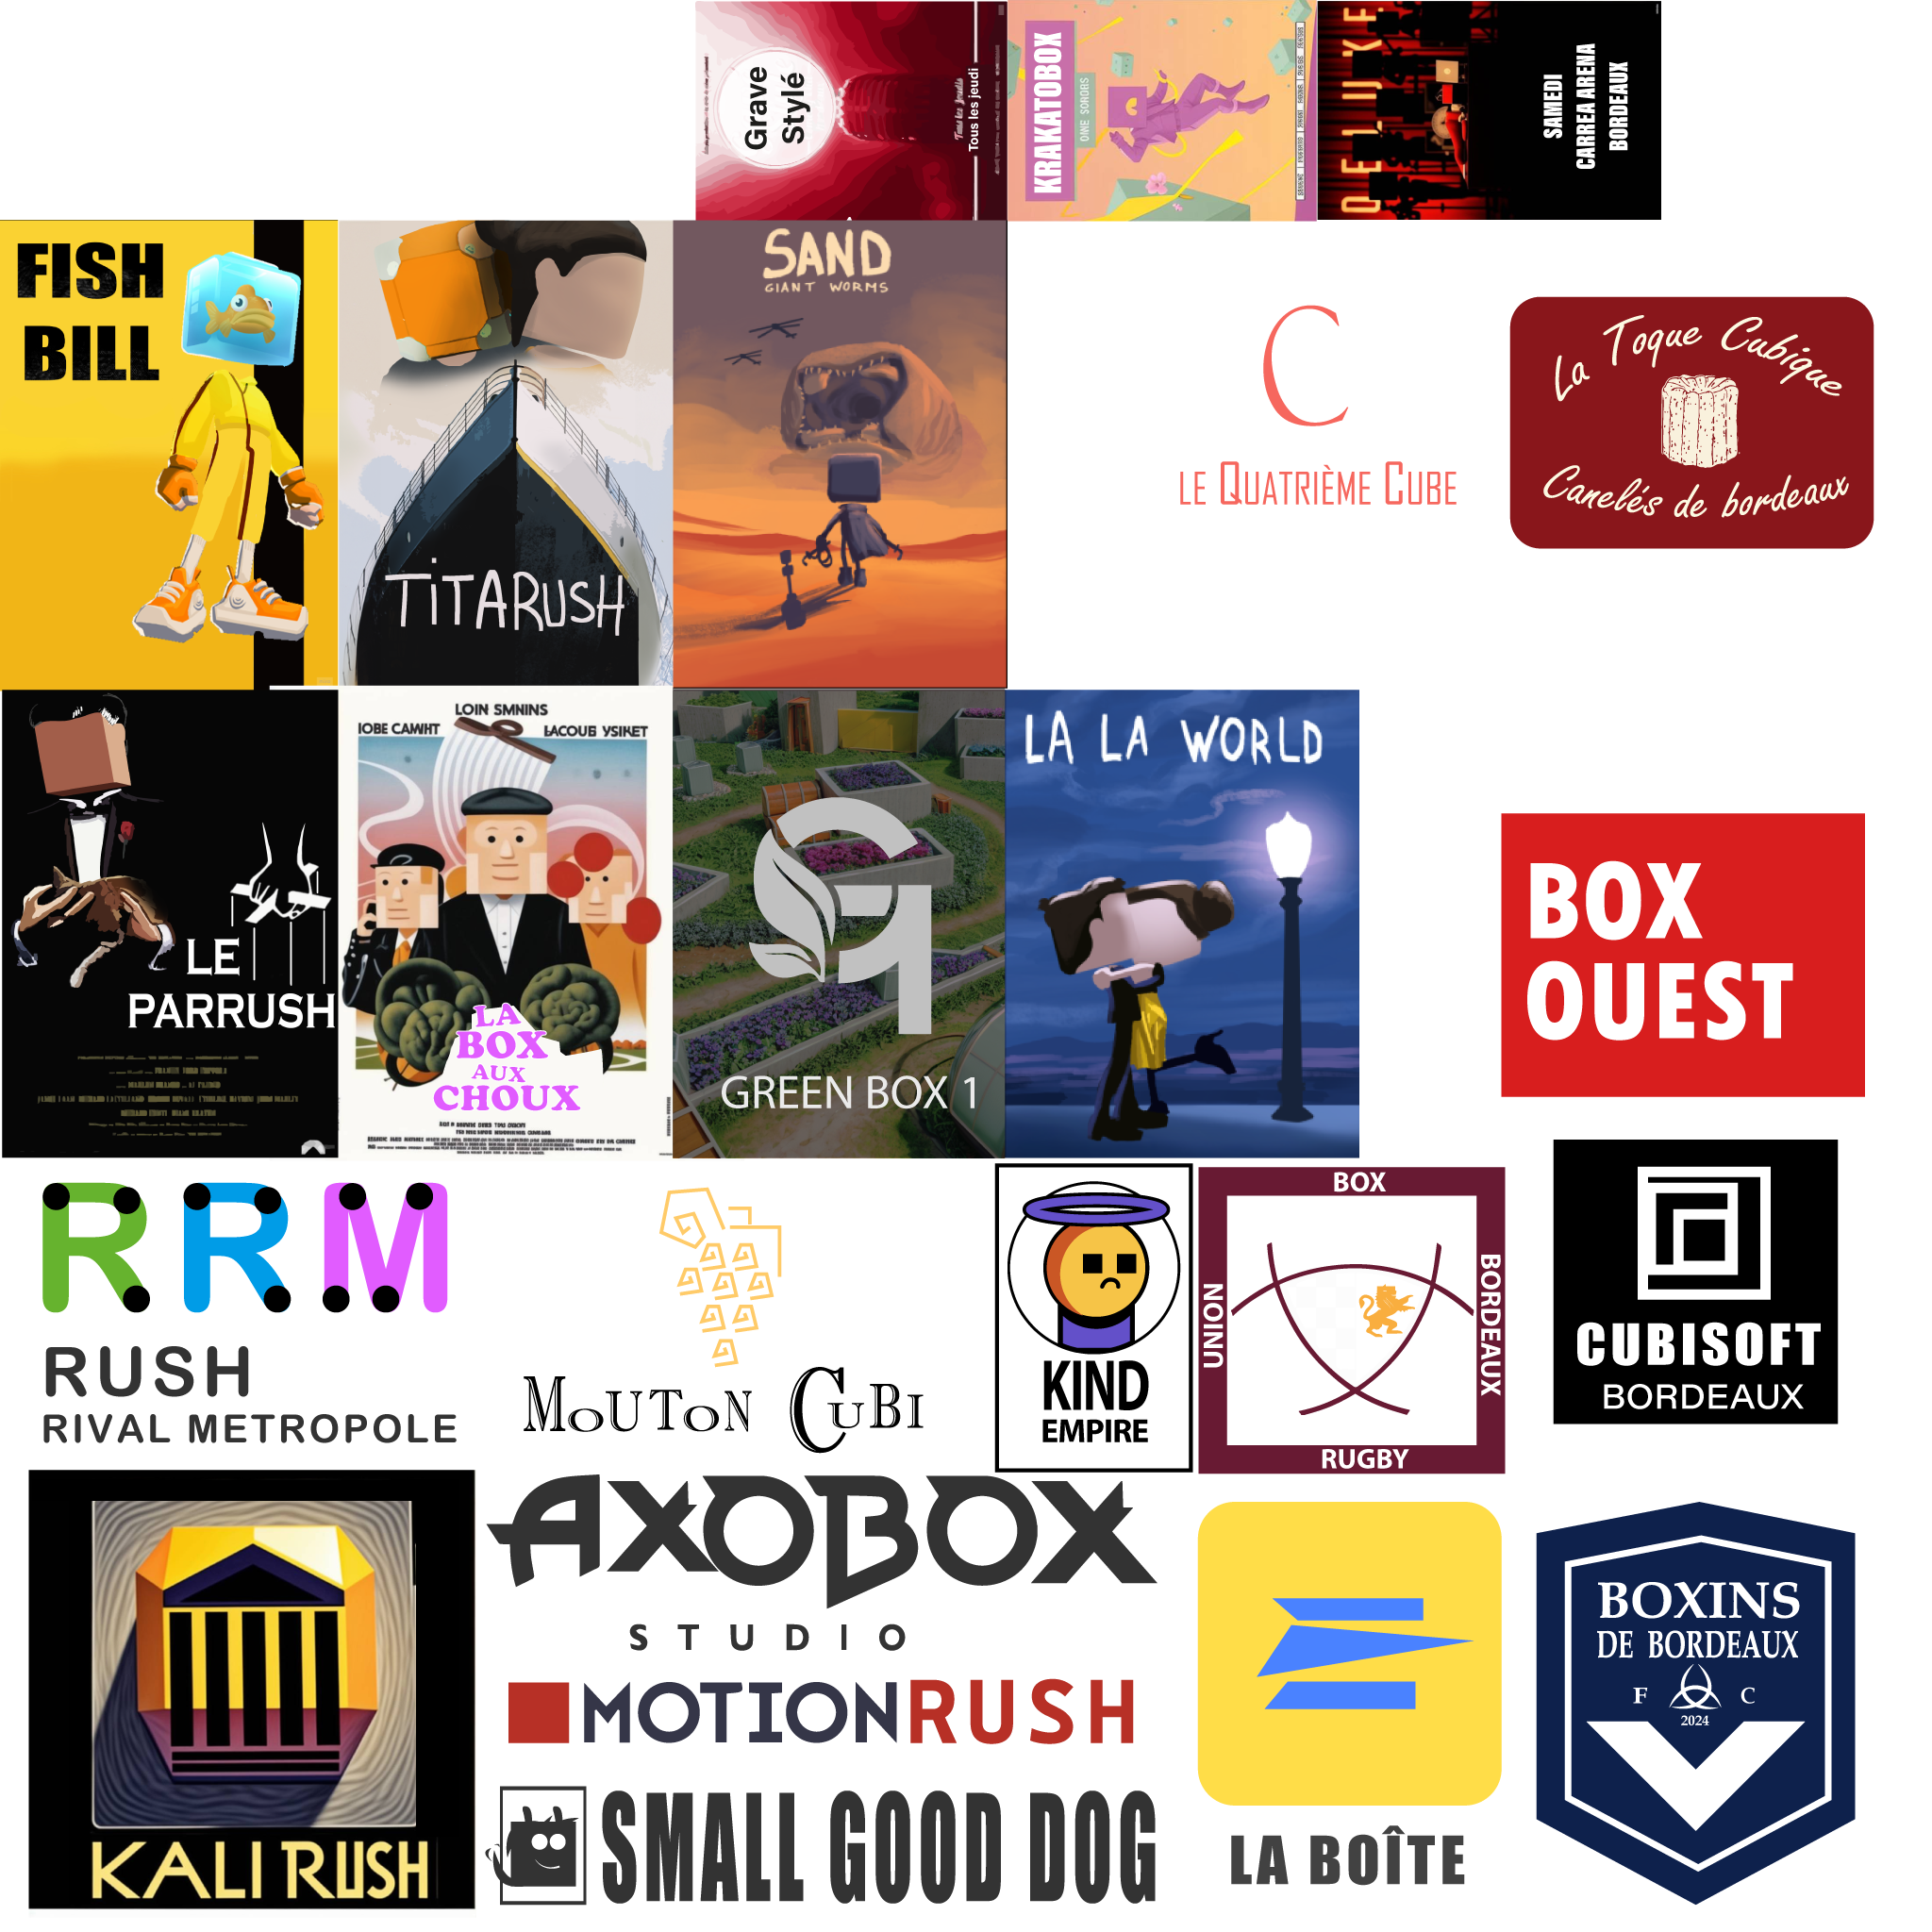 Grave
Stylé
Tous les Jeudis
Tous les jeudi
KRAKATOBOX
SAMEDI
CARREA ARENA
BORDEAUX
FISH
BILL
TiTARUSH
SAND
GIANT WORMS
C
LE QUATRIÈME CUBE
La Toque Cubique
Canelés de bordeaux
LE
PARRUSH
LOIN SMNINS
IOBE CAWHT
LACOUB YSIKET
LA
BOX
AUX
CHOUX
GREEN BOX 1
LA LA WORLD
BOX
OUEST
RRM
RUSH
RIVAL METROPOLE
MOUTON CUBI
KIND
EMPIRE
BOX
BORDEAUX
RUGBY
UNION
CUBISOFT
BORDEAUX
KALI RUSH
AXOBOX
STUDIO
MOTIONRUSH
SMALL GOOD DOG
LA BOÎTE
BOXINS
DE BORDEAUX
F C
2024